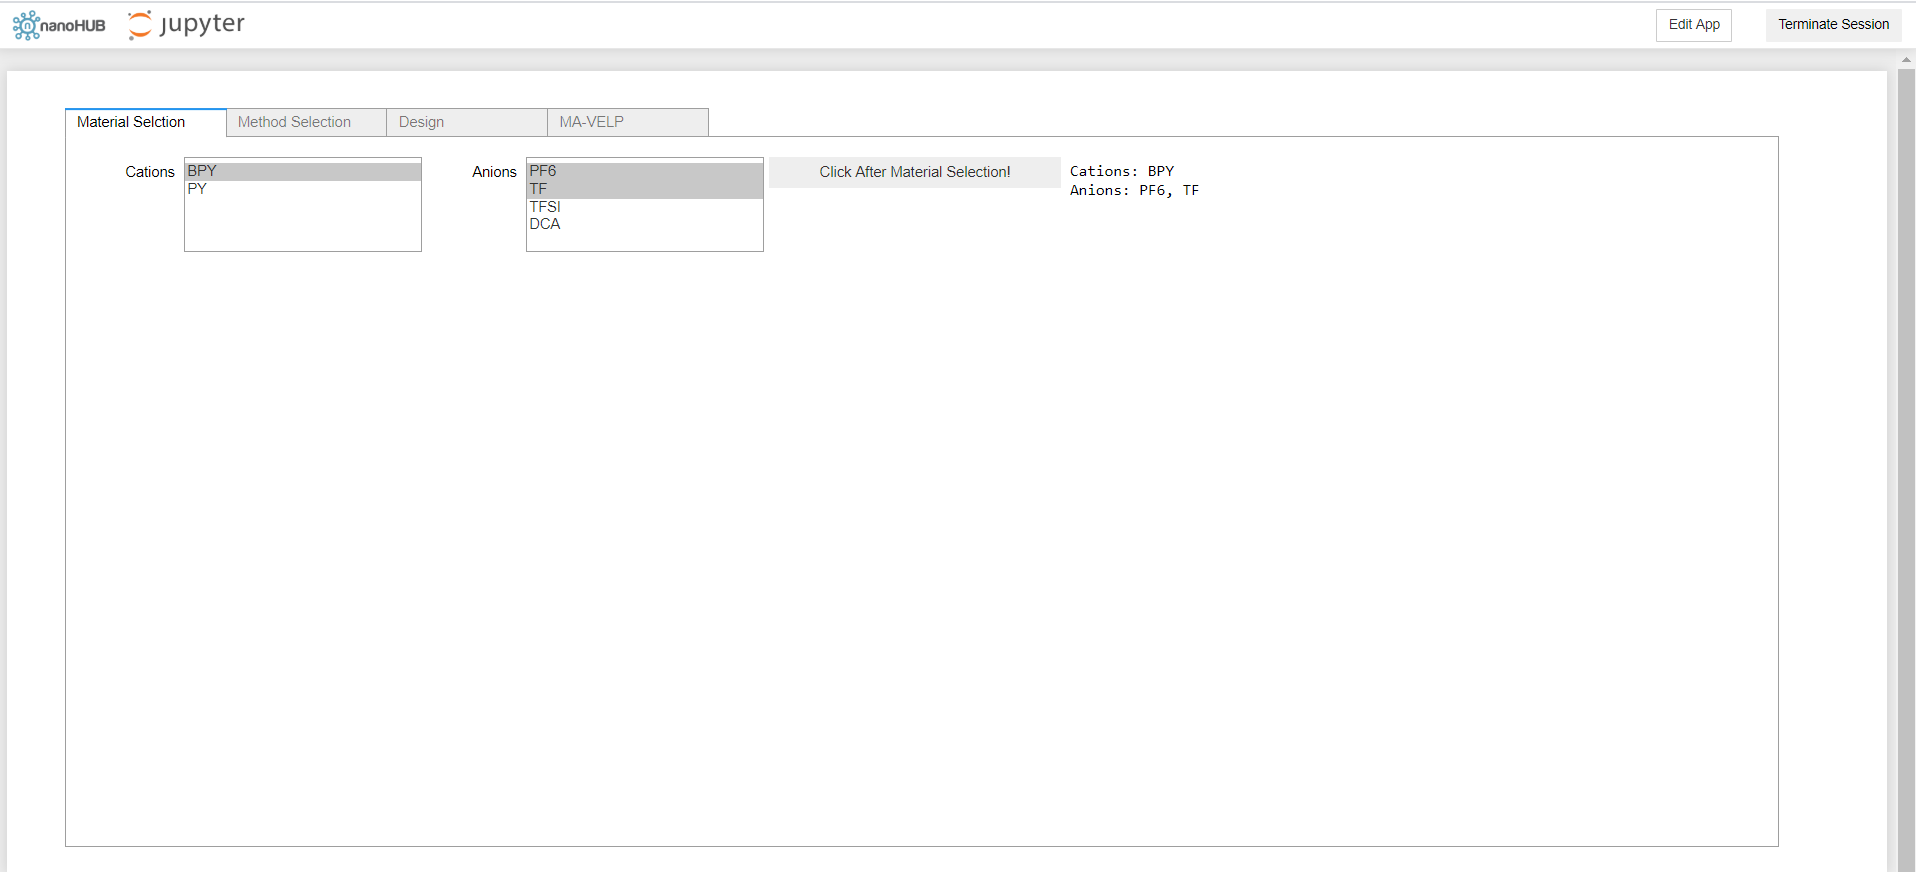 nanoHUB jupyter Edit App Terminate Session
Material Selction Method Selection Design MA-VELP
Cations BPY Anions PF6 Click After Material Selection! Cations: BPY
PY TF Anions: PF6, TF
TFSI
DCA